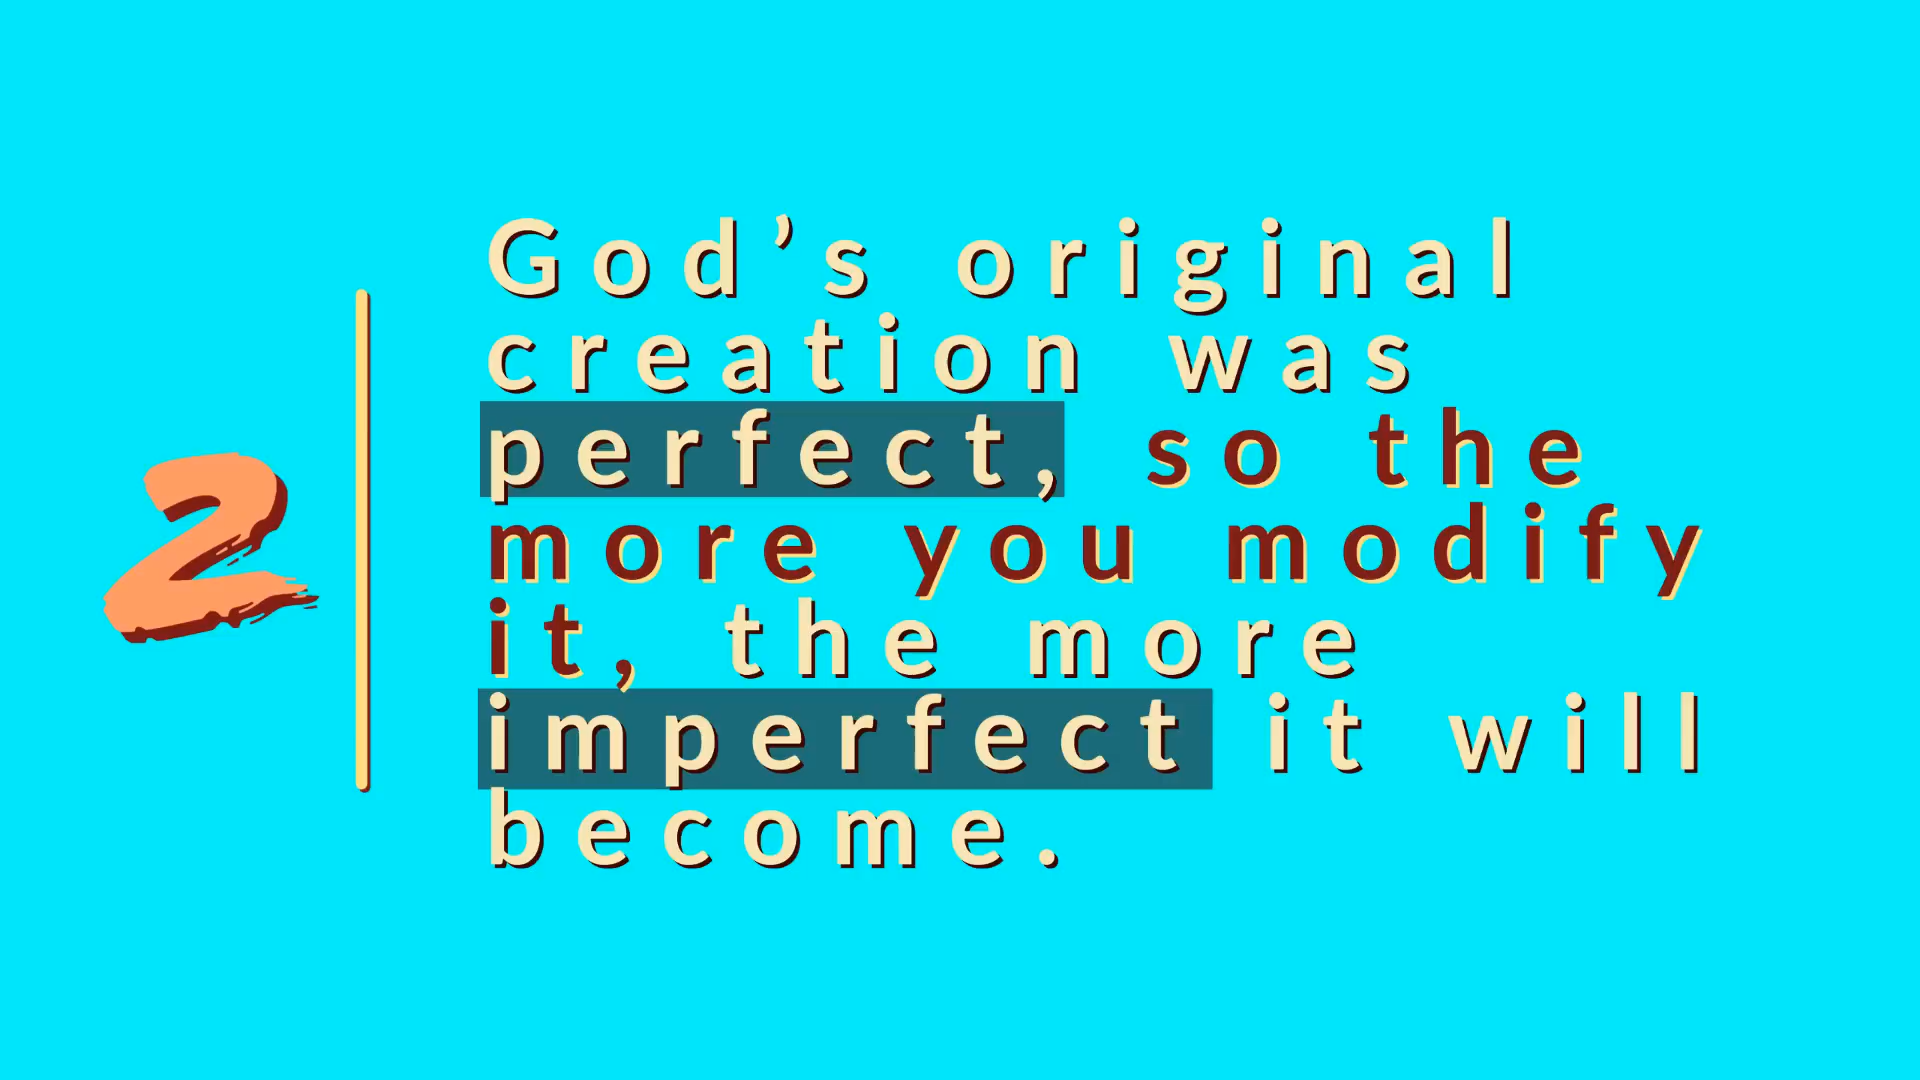 2
God’s original
creation was
perfect, so the
more you modify
it, the more
imperfect it will
become.